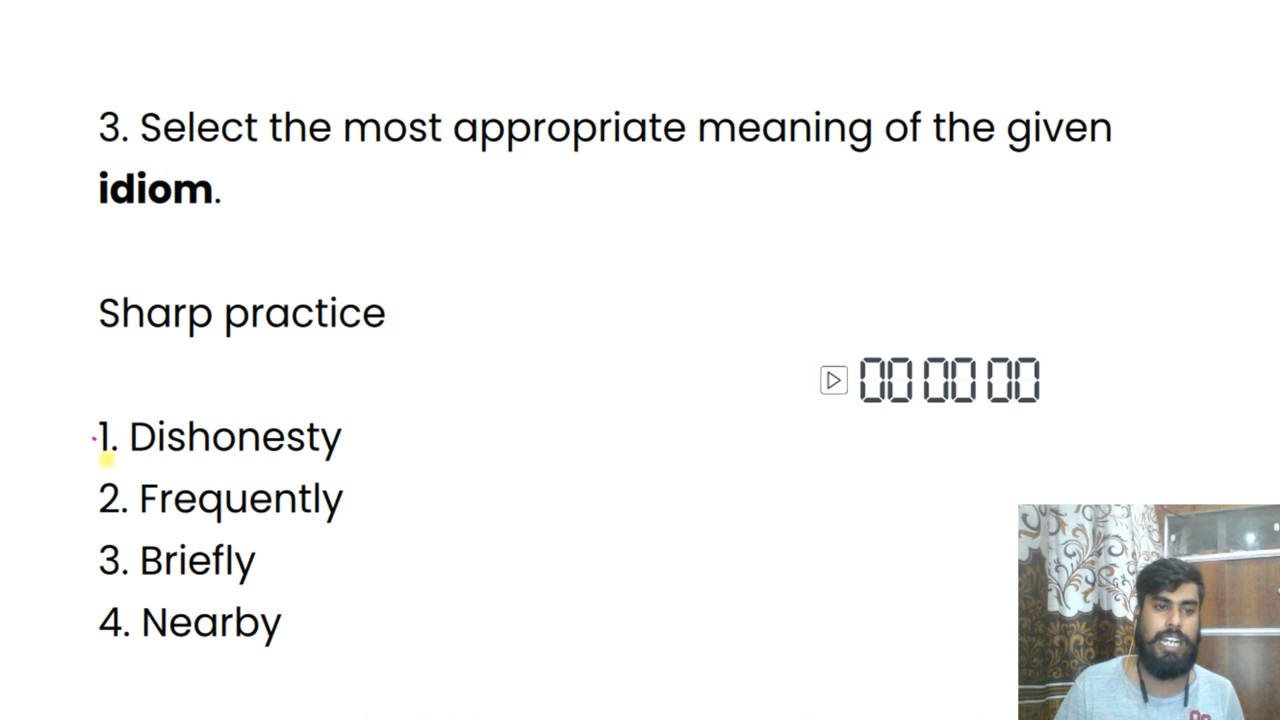 3. Select the most appropriate meaning of the given
idiom.
Sharp practice
00 00 00
1. Dishonesty
2. Frequently
3. Briefly
4. Nearby